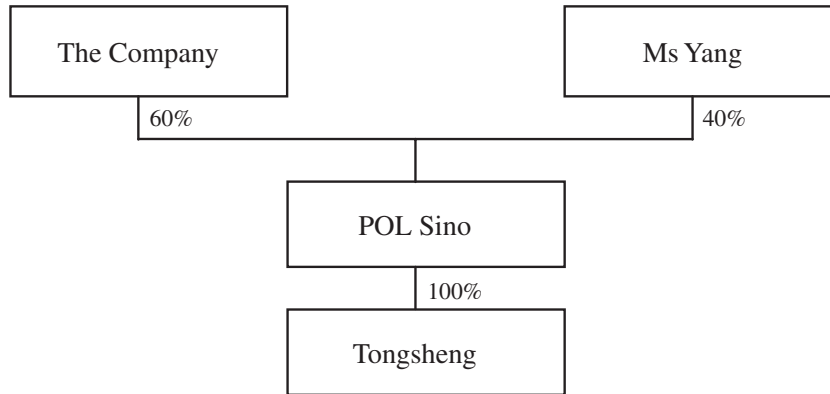 The Company
Ms Yang
60%
40%
POL Sino
100%
Tongsheng